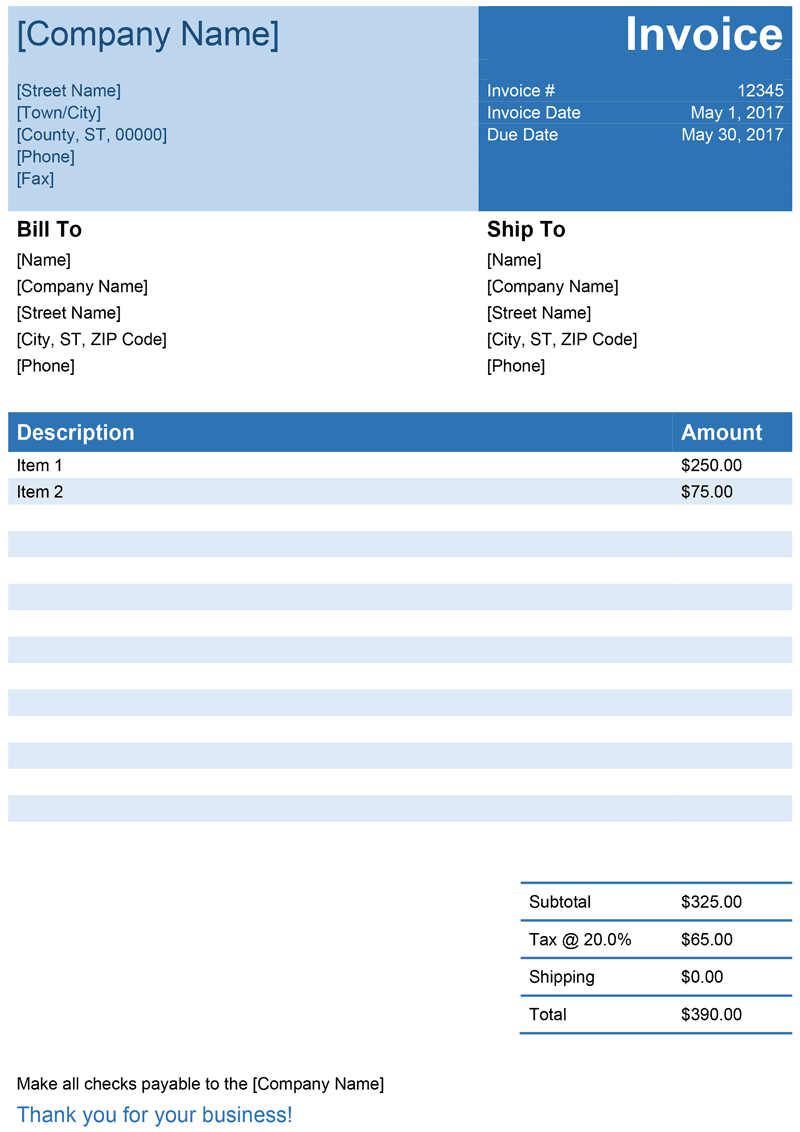 [Company Name]
Invoice
[Street Name]
[Town/City]
[County, ST, 00000]
[Phone]
[Fax]
Invoice # 12345
Invoice Date May 1, 2017
Due Date May 30, 2017
Bill To
[Name]
[Company Name]
[Street Name]
[City, ST, ZIP Code]
[Phone]
Ship To
[Name]
[Company Name]
[Street Name]
[City, ST, ZIP Code]
[Phone]
Description Amount
Item 1 $250.00
Item 2 $75.00
Subtotal $325.00
Tax @ 20.0% $65.00
Shipping $0.00
Total $390.00
Make all checks payable to the [Company Name]
Thank you for your business!